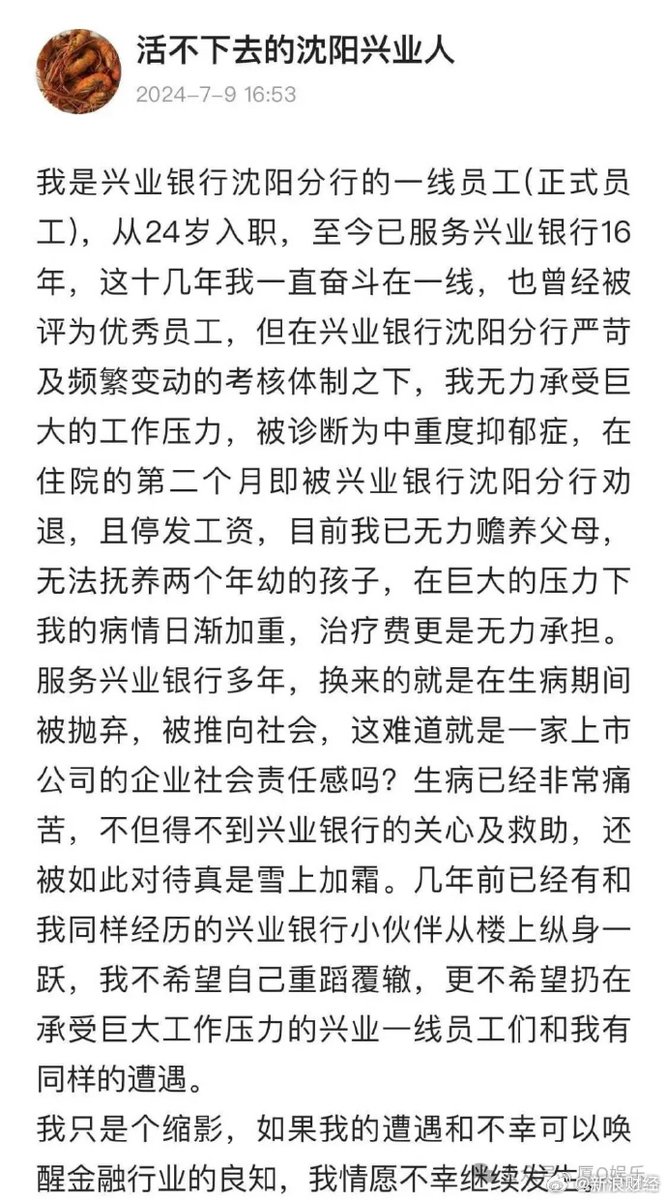 活不下去的沈阳兴业人
2024-7-9 16:53
我是兴业银行沈阳分行的一线员工(正式员
工)，从24岁入职，至今已服务兴业银行16
年，这十几年我一直奋斗在一线，也曾经被
评为优秀员工，但在兴业银行沈阳分行严苛
及频繁变动的考核体制之下，我无力承受巨
大的工作压力，被诊断为中重度抑郁症，在
住院的第二个月即被兴业银行沈阳分行劝
退，且停发工资，目前我已无力赡养父母，
无法抚养两个年幼的孩子，在巨大的压力下
我的病情日渐加重，治疗费更是无力承担。
服务兴业银行多年，换来的就是在生病期间
被抛弃，被推向社会，这难道就是一家上市
公司的企业社会责任感吗？生病已经非常痛
苦，不但得不到兴业银行的关心及救助，还
被如此对待真是雪上加霜。几年前已经有和
我同样经历的兴业银行小伙伴从楼上纵身一
跃，我不希望自己重蹈覆辙，更不希望扔在
承受巨大工作压力的兴业一线员工们和我有
同样的遭遇。
我只是个缩影，如果我的遭遇和不幸可以唤
醒金融行业的良知，我情愿不幸继续发生
@新浪财经